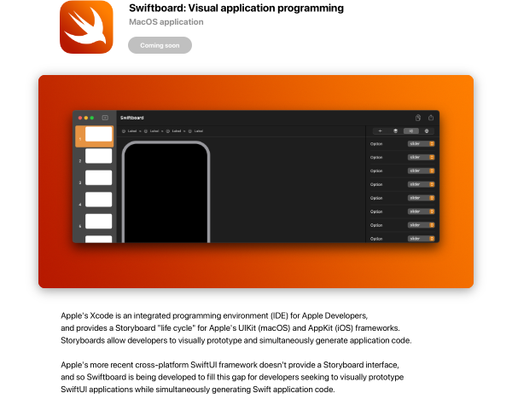 Swiftboard: Visual application programming
MacOS application
Coming soon
Swiftboard
Label Label Label Label
1
Option slider
2
Option slider
3
Option slider
Option slider
4
Option slider
Option slider
5
Option slider
Option slider
Apple's Xcode is an integrated programming environment (IDE) for Apple Developers,
and provides a Storyboard "life cycle" for Apple's UIKit (macOS) and AppKit (iOS) frameworks.
Storyboards allow developers to visually prototype and simultaneously generate application code.
Apple's more recent cross-platform SwiftUI framework doesn't provide a Storyboard interface,
and so Swiftboard is being developed to fill this gap for developers seeking to visually prototype
SwiftUI applications while simultaneously generating Swift application code.